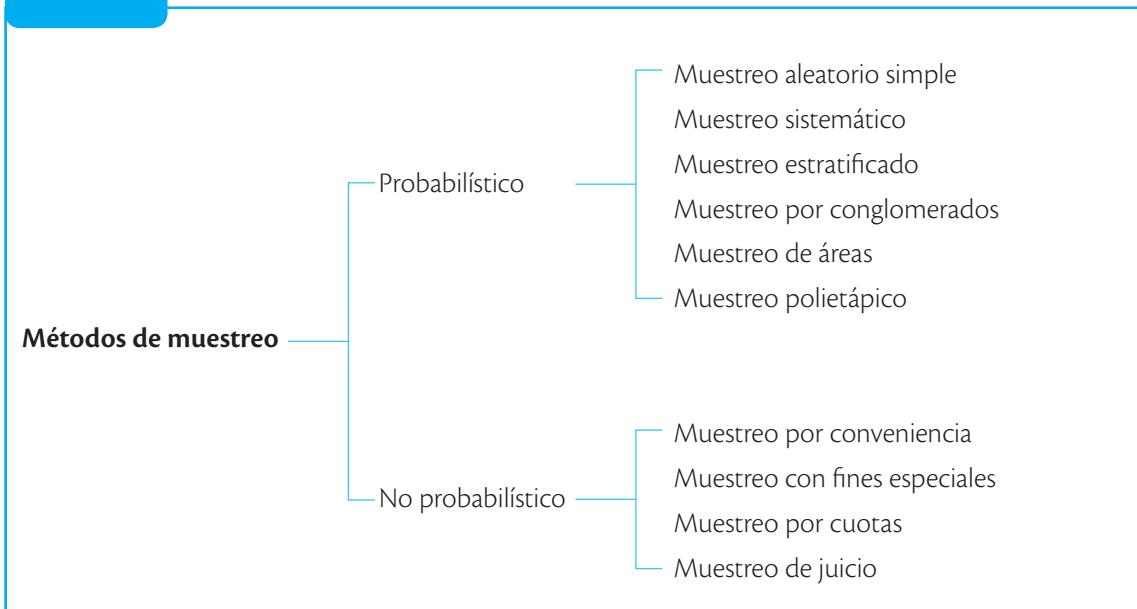 Muestreo aleatorio simple
Muestreo sistemático
Muestreo estratificado
Probabilístico
Muestreo por conglomerados
Muestreo de áreas
Muestreo polietápico
Métodos de muestreo
Muestreo por conveniencia
Muestreo con fines especiales
No probabilístico
Muestreo por cuotas
Muestreo de juicio